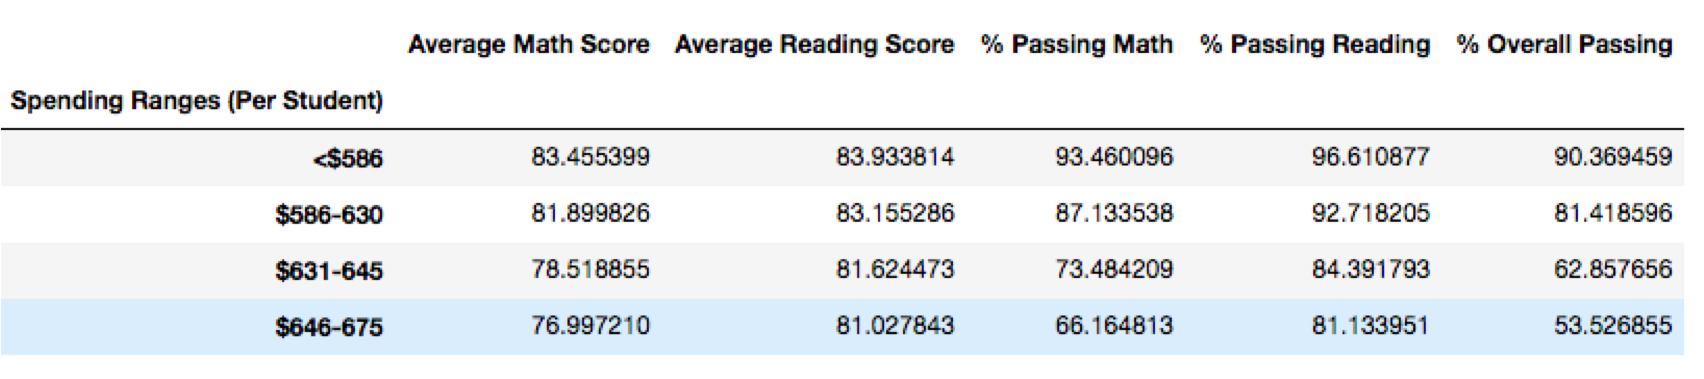 Average Math Score Average Reading Score % Passing Math % Passing Reading % Overall Passing
Spending Ranges (Per Student)
<$586 83.455399 83.933814 93.460096 96.610877 90.369459
$586-630 81.899826 83.155286 87.133538 92.718205 81.418596
$631-645 78.518855 81.624473 73.484209 84.391793 62.857656
$646-675 76.997210 81.027843 66.164813 81.133951 53.526855